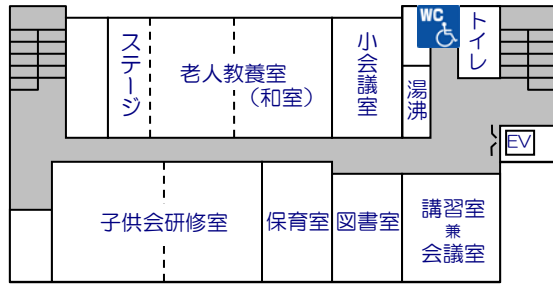 WC
トイレ
ステージ
老人教養室
（和室）
小会議室
湯沸
EV
子供会研修室
保育室
図書室
講習室
兼
会議室